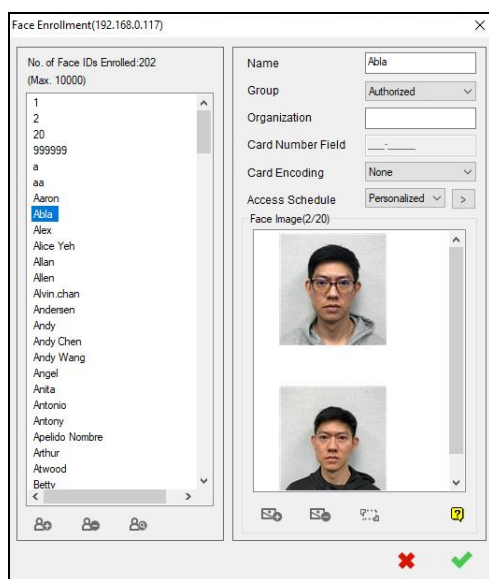 Face Enrollment(192.168.0.117)
No. of Face IDs Enrolled:202
(Max. 10000)
1
2
20
999999
a
aa
Aaron
Abla
Alex
Alice Yeh
Allan
Allen
Alvin.chan
Andersen
Andy
Andy Chen
Andy Wang
Angel
Anita
Antonio
Antony
Apelido Nombre
Arthur
Atwood
Betty
Name Abla
Group Authorized
Organization
Card Number Field ___-_____
Card Encoding None
Access Schedule Personalized >
Face Image(2/20)